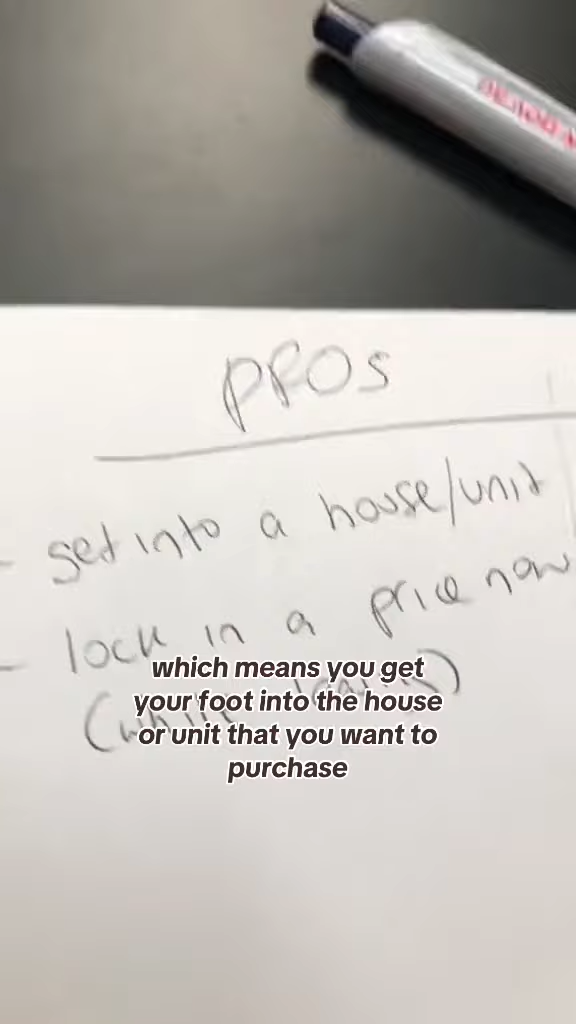 PROS
- get into a house/unit
- lock in a price now
which means you get
your foot into the house
or unit that you want to
purchase